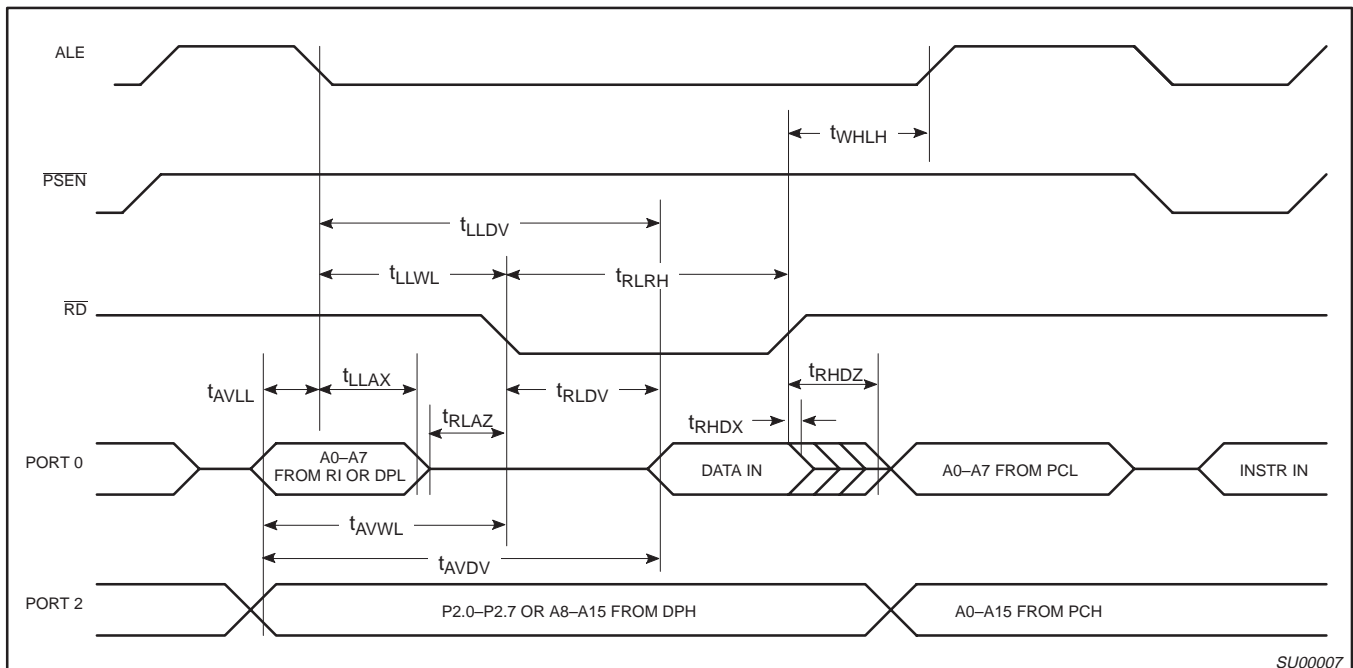 ALE
tWHLH
PSEN
tLLDV
tLLWL
tRLRH
RD
tAVLL
tLLAX
tRLDV
tRHDZ
tRLAZ
tRHDX
PORT 0
A0–A7
FROM RI OR DPL
DATA IN
A0–A7 FROM PCL
INSTR IN
tAVWL
tAVDV
PORT 2
P2.0–P2.7 OR A8–A15 FROM DPH
A0–A15 FROM PCH
SU00007